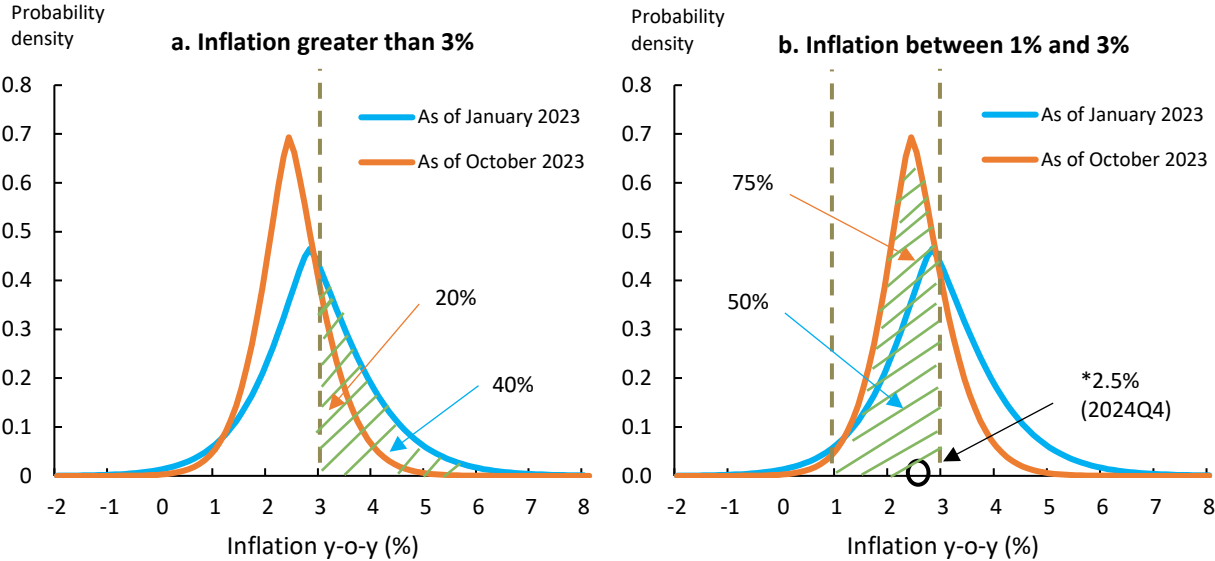 Probability
density
a. Inflation greater than 3%
0.8
0.7
0.6
0.5
0.4
0.3
0.2
0.1
0
As of January 2023
As of October 2023
20%
40%
-2 -1 0 1 2 3 4 5 6 7 8
Inflation y-o-y (%)
Probability
density
b. Inflation between 1% and 3%
0.8
0.7
0.6
0.5
0.4
0.3
0.2
0.1
0
As of January 2023
As of October 2023
75%
50%
*2.5%
(2024Q4)
-2 -1 0 1 2 3 4 5 6 7 8
Inflation y-o-y (%)